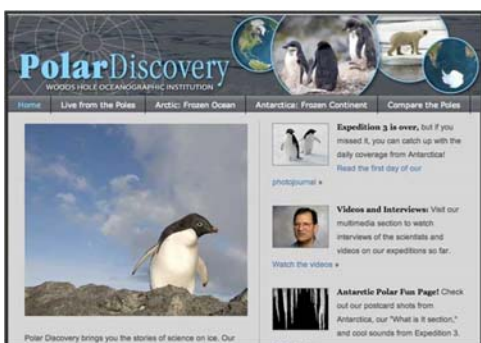 PolarDiscovery
WOODS HOLE OCEANOGRAPHIC INSTITUTION
Home Live from the Poles Arctic: Frozen Ocean Antarctica: Frozen Continent Compare the Poles
Expedition 3 is over, but if you
missed it, you can catch up with the
daily coverage from Antarctica!
Read the first day of our
photojournal »
Videos and Interviews: Visit our
multimedia section to watch
interviews of the scientists and
videos on our expeditions so far.
Watch the videos »
Antarctic Polar Fun Page! Check
out our postcard shots from
Antarctica, our "What is it section,"
and cool sounds from Expedition 3.
Polar Discovery brings you the stories of science on ice. Our